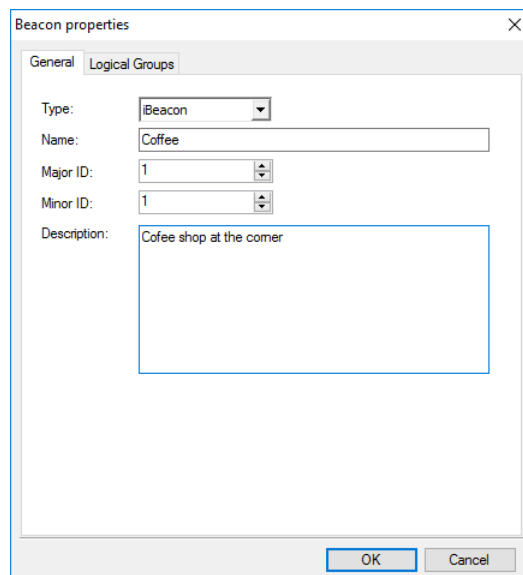 Beacon properties
General Logical Groups
Type: iBeacon
Name: Coffee
Major ID: 1
Minor ID: 1
Description: Cofee shop at the corner
OK Cancel